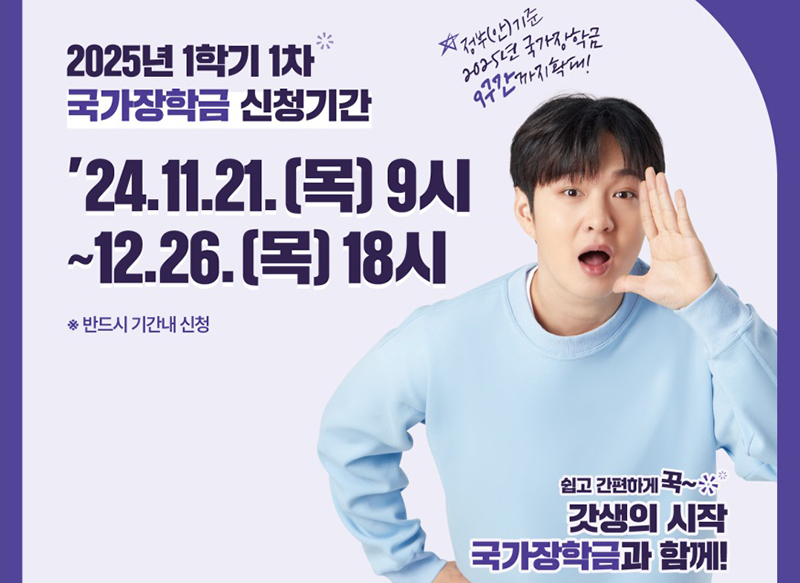 2025년 1학기 1차
국가장학금 신청기간
'24.11.21.(목) 9시
~12.26.(목) 18시
※ 반드시 기간내 신청
☆정부(안)기준
2025년 국가장학금
9구간까지확대!
쉽고 간편하게 꾹~
갓생의 시작
국가장학금과 함께!